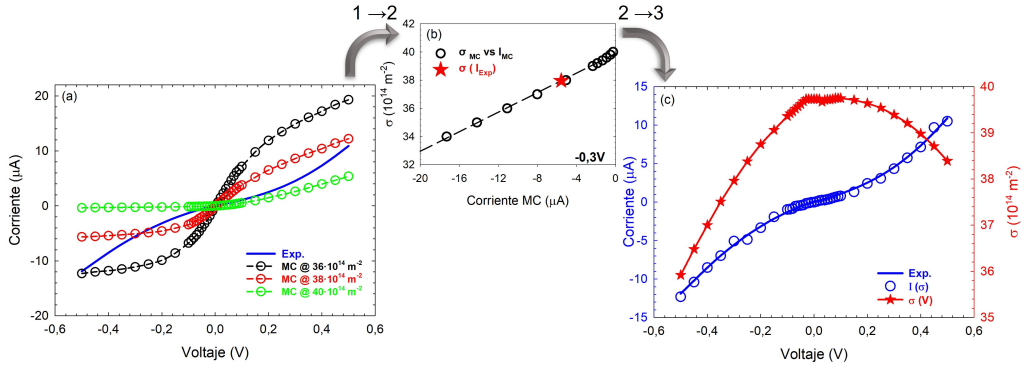 1 →2
2 →3
(a)
Corriente (μA)
20
10
0
-10
-20
Exp.
MC @ 36·10¹⁴ m⁻²
MC @ 38·10¹⁴ m⁻²
MC @ 40·10¹⁴ m⁻²
-0,6 -0,4 -0,2 0,0 0,2 0,4 0,6
Voltaje (V)
(b)
σ (10¹⁴ m⁻²)
42
40
38
36
34
32
σ MC vs I MC
σ ( I Exp)
-0,3V
-20 -16 -12 -8 -4 0
Corriente MC (μA)
(c)
Corriente (μA)
15
10
5
0
-5
-10
-15
Exp.
I (σ)
σ (V)
-0,6 -0,4 -0,2 0,0 0,2 0,4 0,6
Voltaje (V)
40
39
38
37
36
35
σ (10¹⁴ m⁻²)